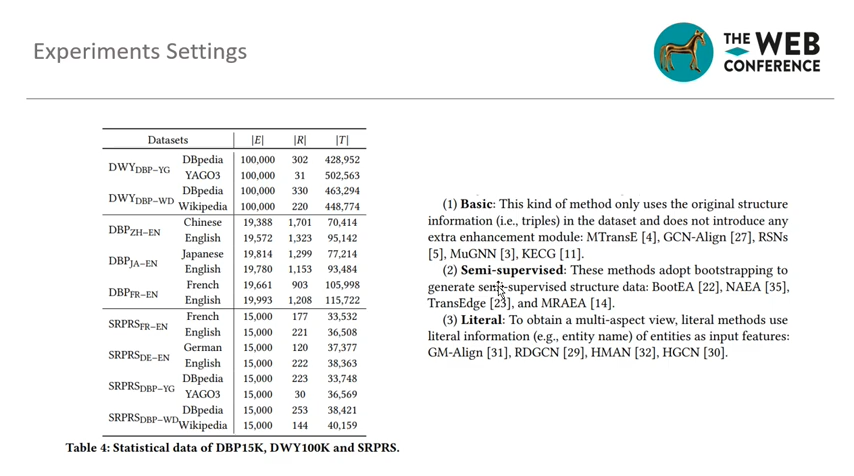 Experiments Settings
THE WEB
CONFERENCE
Datasets |E| |R| |T|
DWY_DBP−YG DBpedia 100,000 302 428,952
YAGO3 100,000 31 502,563
DWY_DBP−WD DBpedia 100,000 330 463,294
Wikipedia 100,000 220 448,774
DBP_ZH−EN Chinese 19,388 1,701 70,414
English 19,572 1,323 95,142
DBP_JA−EN Japanese 19,814 1,299 77,214
English 19,780 1,153 93,484
DBP_FR−EN French 19,661 903 105,998
English 19,993 1,208 115,722
SRPRS_FR−EN French 15,000 177 33,532
English 15,000 221 36,508
SRPRS_DE−EN German 15,000 120 37,377
English 15,000 222 38,363
SRPRS_DBP−YG DBpedia 15,000 223 33,748
YAGO3 15,000 30 36,569
SRPRS_DBP−WD DBpedia 15,000 253 38,421
Wikipedia 15,000 144 40,159
Table 4: Statistical data of DBP15K, DWY100K and SRPRS.
(1) Basic: This kind of method only uses the original structure
information (i.e., triples) in the dataset and does not introduce any
extra enhancement module: MTransE [4], GCN-Align [27], RSNs
[5], MuGNN [3], KECG [11].
(2) Semi-supervised: These methods adopt bootstrapping to
generate semi-supervised structure data: BootEA [22], NAEA [35],
TransEdge [23], and MRAEA [14].
(3) Literal: To obtain a multi-aspect view, literal methods use
literal information (e.g., entity name) of entities as input features:
GM-Align [31], RDGCN [29], HMAN [32], HGCN [30].